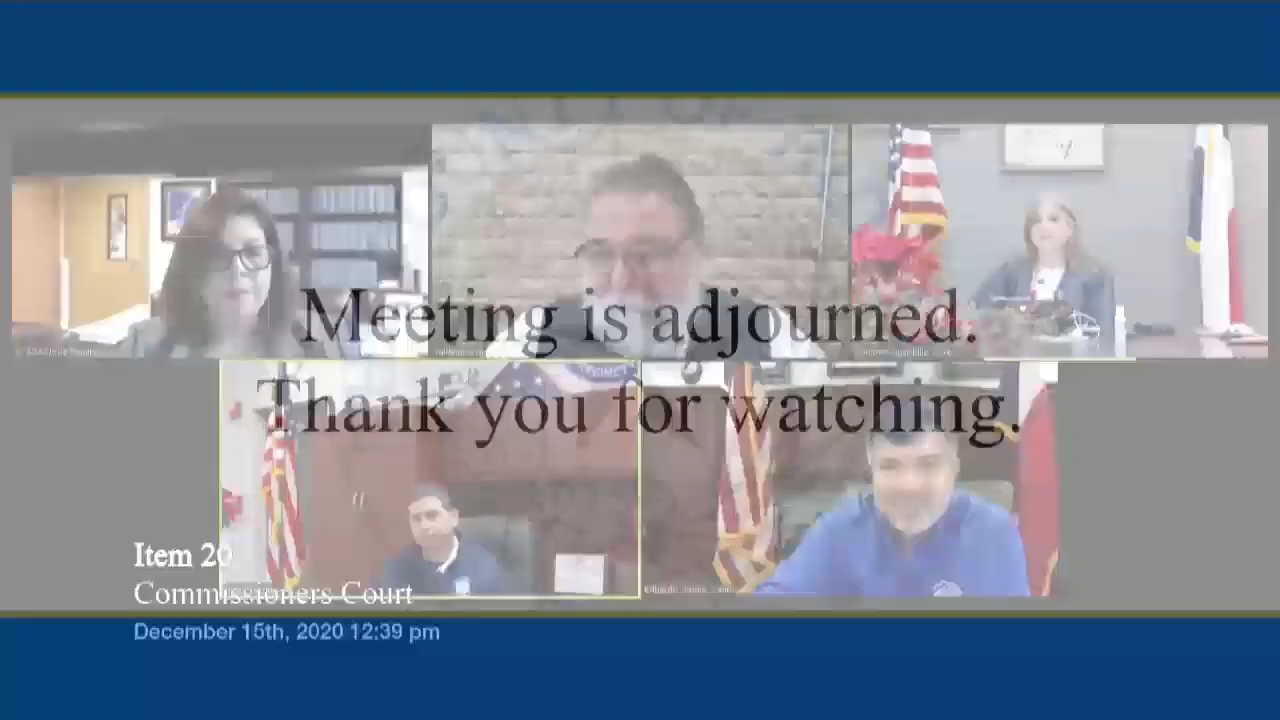 Meeting is adjourned.
Thank you for watching.
Item 20
Commissioners Court
December 15th, 2020 12:39 pm